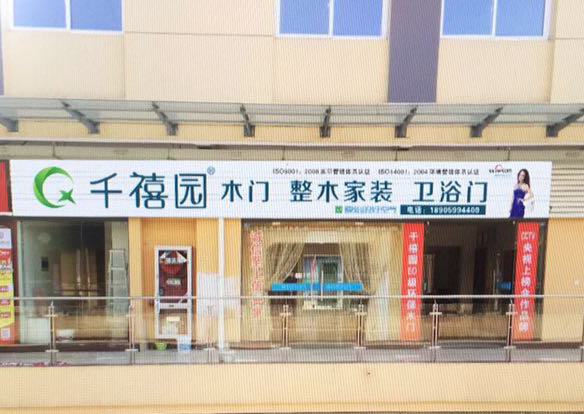 ISO9001:2008质量管理体系认证 ISO14001:2004环境管理体系认证
千禧园® 木门 整木家装 卫浴门
电话:18905994409
千禧园E0级环保木门
CCTV央视上榜合作品牌